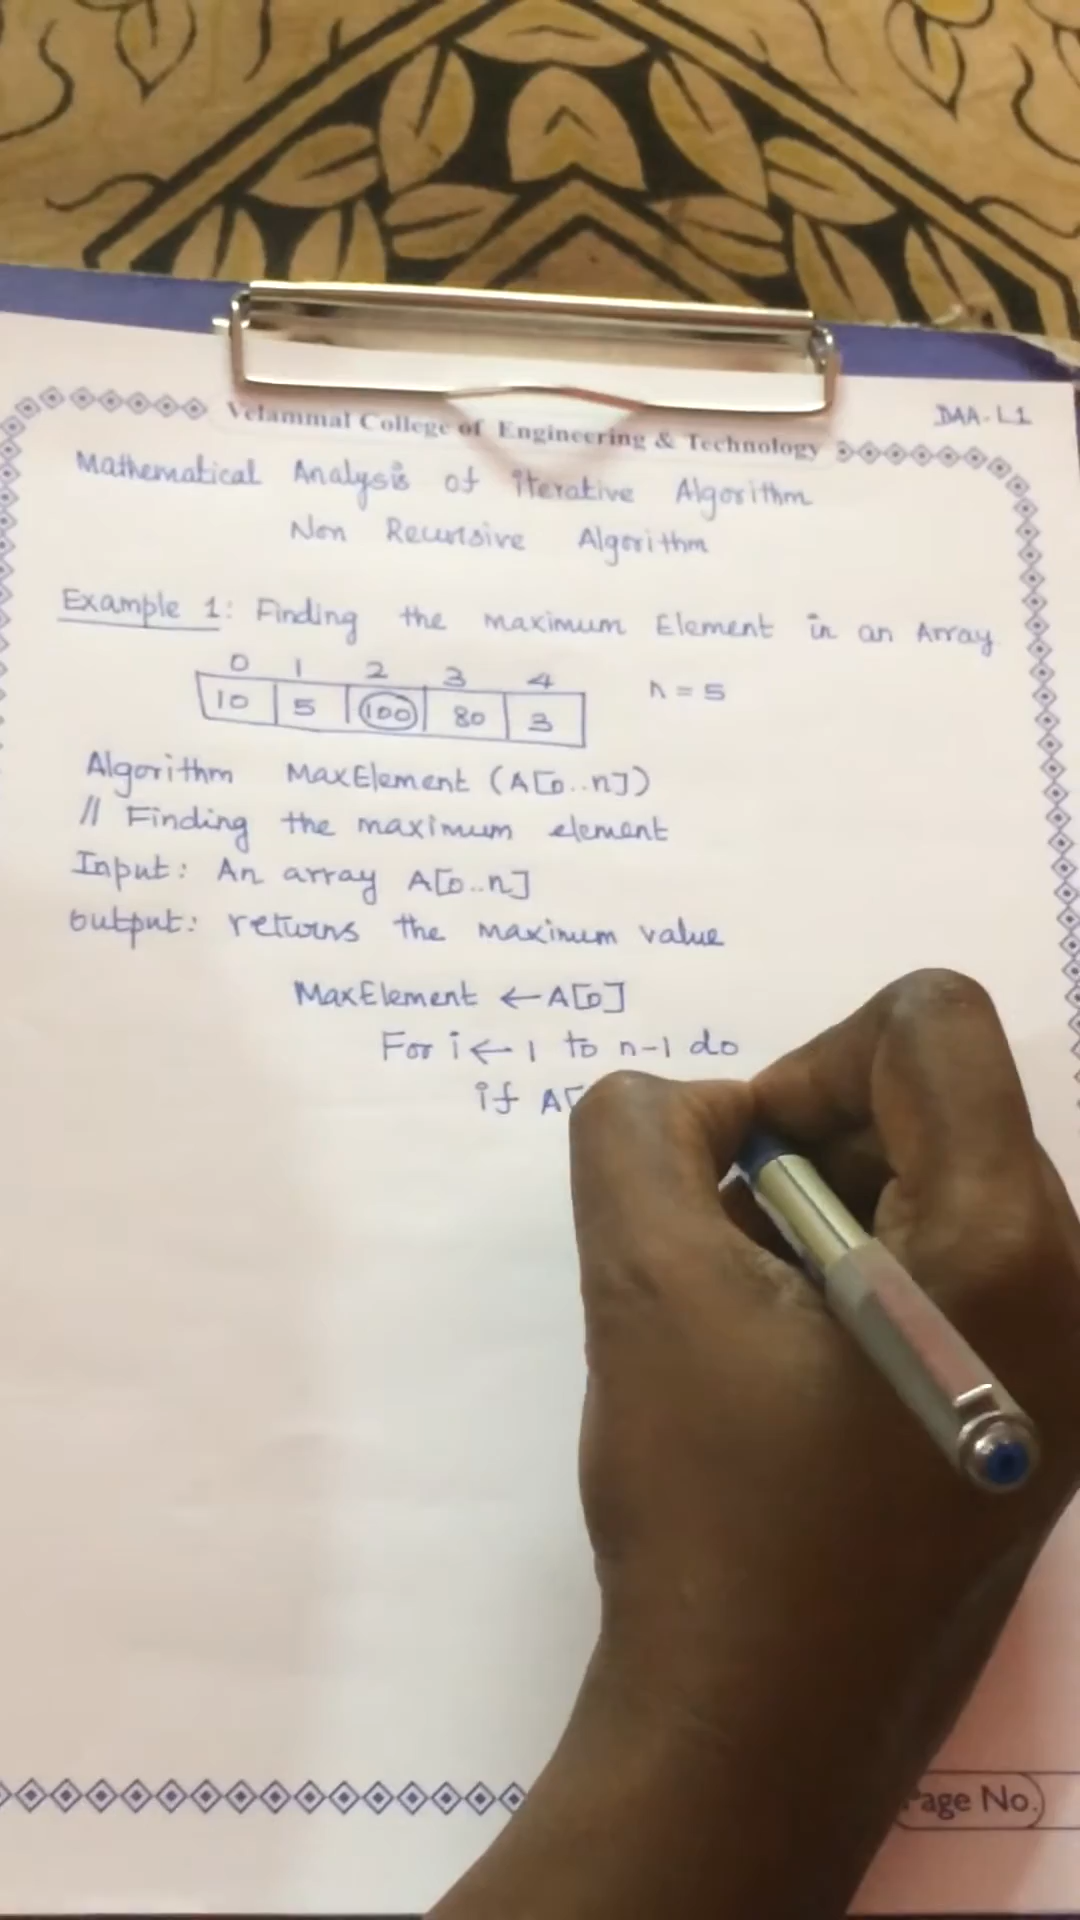 Velammal College of Engineering & Technology
DAA-L1
Mathematical Analysis of iterative Algorithm
Non Recursive Algorithm
Example 1: Finding the maximum Element in an Array
0 1 2 3 4
10 5 100 80 3
n = 5
Algorithm MaxElement (A[0..n])
// Finding the maximum element
Input: An array A[0..n]
output: returns the maximum value
MaxElement ← A[0]
For i ← 1 to n-1 do
if A[
Page No.